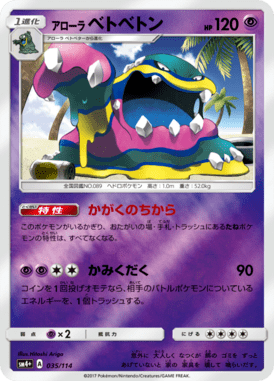 1進化
アローラ ベトベトン HP 120
アローラ ベトベターから進化
全国図鑑NO.089 ヘドロポケモン 高さ:1.0m 重さ:52.0kg
特性 かがくのちから
このポケモンがいるかぎり、おたがいの場・手札・トラッシュにあるたねポケ
モンの特性は、すべてなくなる。
かみくだく 90
コインを1回投げオモテなら、相手のバトルポケモンについている
エネルギーを、1個トラッシュする。
弱点 ×2 抵抗力 にげる
Illus. Hitoshi Ariga
sm4+ A 035/114
©2017 Pokémon/Nintendo/Creatures/GAME FREAK.